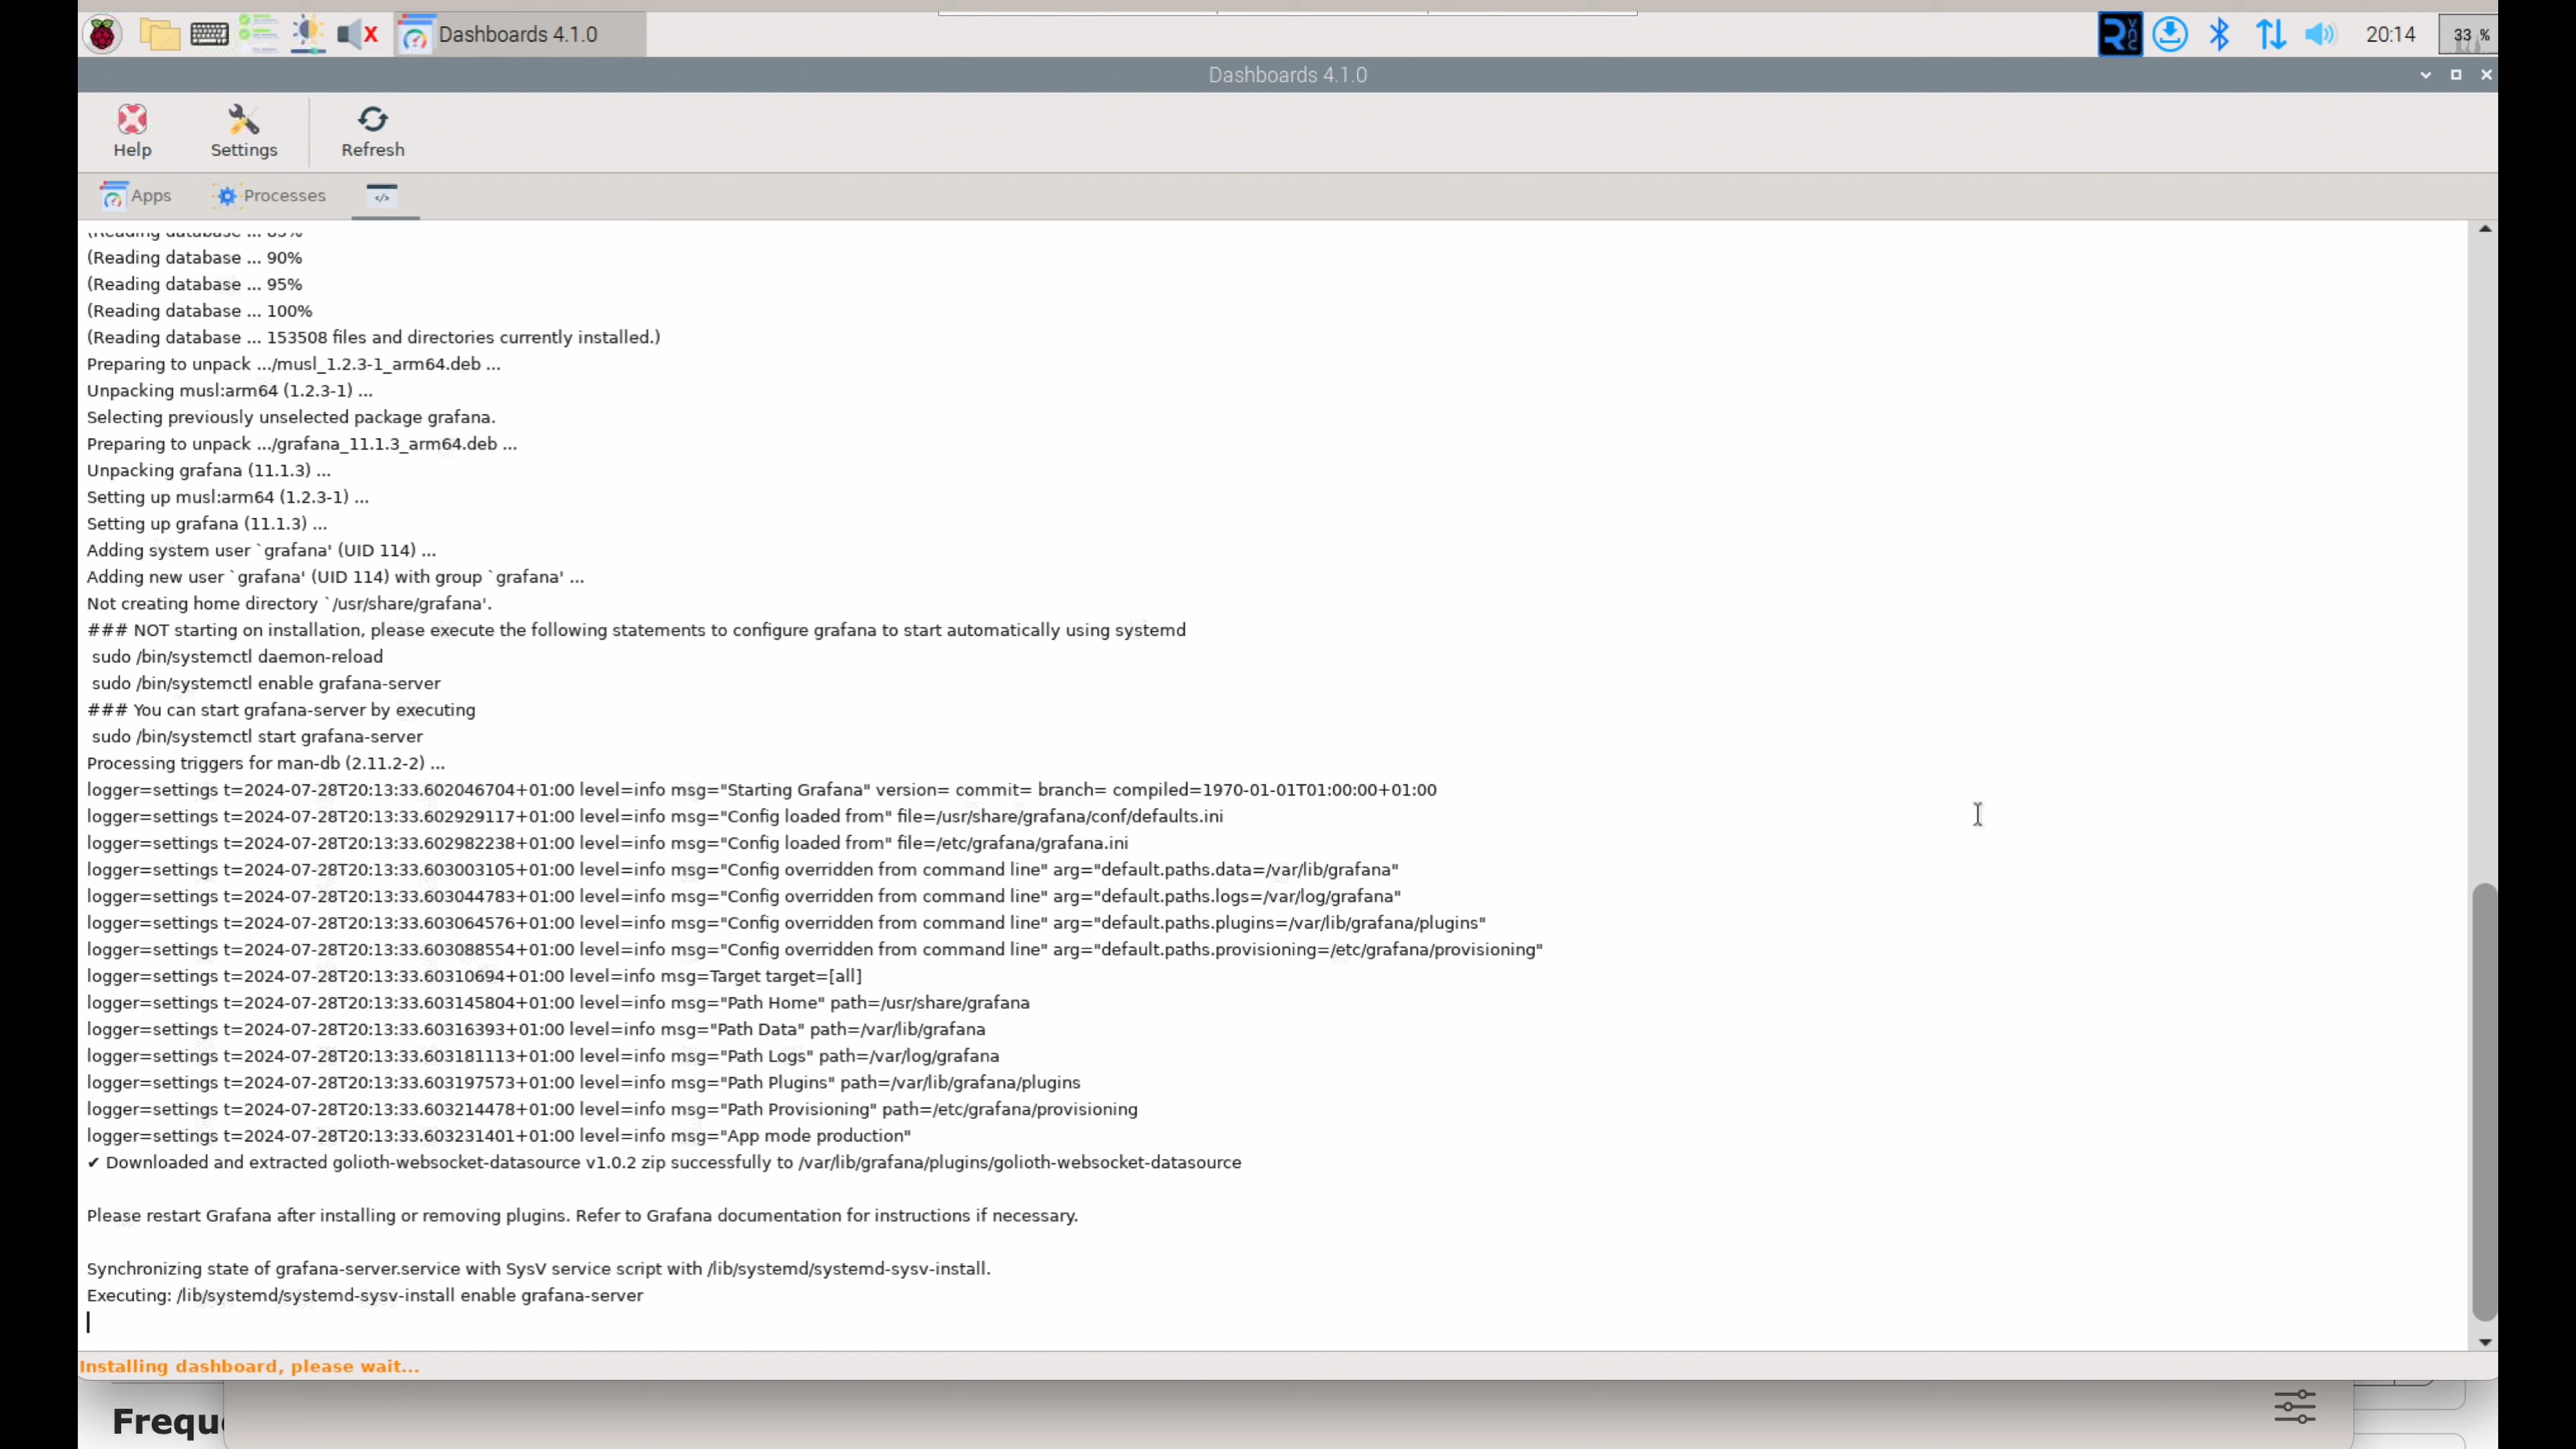 Dashboards 4.1.0
20:14
33 %
Dashboards 4.1.0
Help
Settings
Refresh
Apps
Processes
(Reading database ... 85%
(Reading database ... 90%
(Reading database ... 95%
(Reading database ... 100%
(Reading database ... 153508 files and directories currently installed.)
Preparing to unpack .../musl_1.2.3-1_arm64.deb ...
Unpacking musl:arm64 (1.2.3-1) ...
Selecting previously unselected package grafana.
Preparing to unpack .../grafana_11.1.3_arm64.deb ...
Unpacking grafana (11.1.3) ...
Setting up musl:arm64 (1.2.3-1) ...
Setting up grafana (11.1.3) ...
Adding system user `grafana' (UID 114) ...
Adding new user `grafana' (UID 114) with group `grafana' ...
Not creating home directory `/usr/share/grafana'.
### NOT starting on installation, please execute the following statements to configure grafana to start automatically using systemd
sudo /bin/systemctl daemon-reload
sudo /bin/systemctl enable grafana-server
### You can start grafana-server by executing
sudo /bin/systemctl start grafana-server
Processing triggers for man-db (2.11.2-2) ...
logger=settings t=2024-07-28T20:13:33.602046704+01:00 level=info msg="Starting Grafana" version= commit= branch= compiled=1970-01-01T01:00:00+01:00
logger=settings t=2024-07-28T20:13:33.602929117+01:00 level=info msg="Config loaded from" file=/usr/share/grafana/conf/defaults.ini
logger=settings t=2024-07-28T20:13:33.602982238+01:00 level=info msg="Config loaded from" file=/etc/grafana/grafana.ini
logger=settings t=2024-07-28T20:13:33.603003105+01:00 level=info msg="Config overridden from command line" arg="default.paths.data=/var/lib/grafana"
logger=settings t=2024-07-28T20:13:33.603044783+01:00 level=info msg="Config overridden from command line" arg="default.paths.logs=/var/log/grafana"
logger=settings t=2024-07-28T20:13:33.603064576+01:00 level=info msg="Config overridden from command line" arg="default.paths.plugins=/var/lib/grafana/plugins"
logger=settings t=2024-07-28T20:13:33.603088554+01:00 level=info msg="Config overridden from command line" arg="default.paths.provisioning=/etc/grafana/provisioning"
logger=settings t=2024-07-28T20:13:33.60310694+01:00 level=info msg=Target target=[all]
logger=settings t=2024-07-28T20:13:33.603145804+01:00 level=info msg="Path Home" path=/usr/share/grafana
logger=settings t=2024-07-28T20:13:33.60316393+01:00 level=info msg="Path Data" path=/var/lib/grafana
logger=settings t=2024-07-28T20:13:33.603181113+01:00 level=info msg="Path Logs" path=/var/log/grafana
logger=settings t=2024-07-28T20:13:33.603197573+01:00 level=info msg="Path Plugins" path=/var/lib/grafana/plugins
logger=settings t=2024-07-28T20:13:33.603214478+01:00 level=info msg="Path Provisioning" path=/etc/grafana/provisioning
logger=settings t=2024-07-28T20:13:33.603231401+01:00 level=info msg="App mode production"
✔ Downloaded and extracted golioth-websocket-datasource v1.0.2 zip successfully to /var/lib/grafana/plugins/golioth-websocket-datasource
Please restart Grafana after installing or removing plugins. Refer to Grafana documentation for instructions if necessary.
Synchronizing state of grafana-server.service with SysV service script with /lib/systemd/systemd-sysv-install.
Executing: /lib/systemd/systemd-sysv-install enable grafana-server
Installing dashboard, please wait...